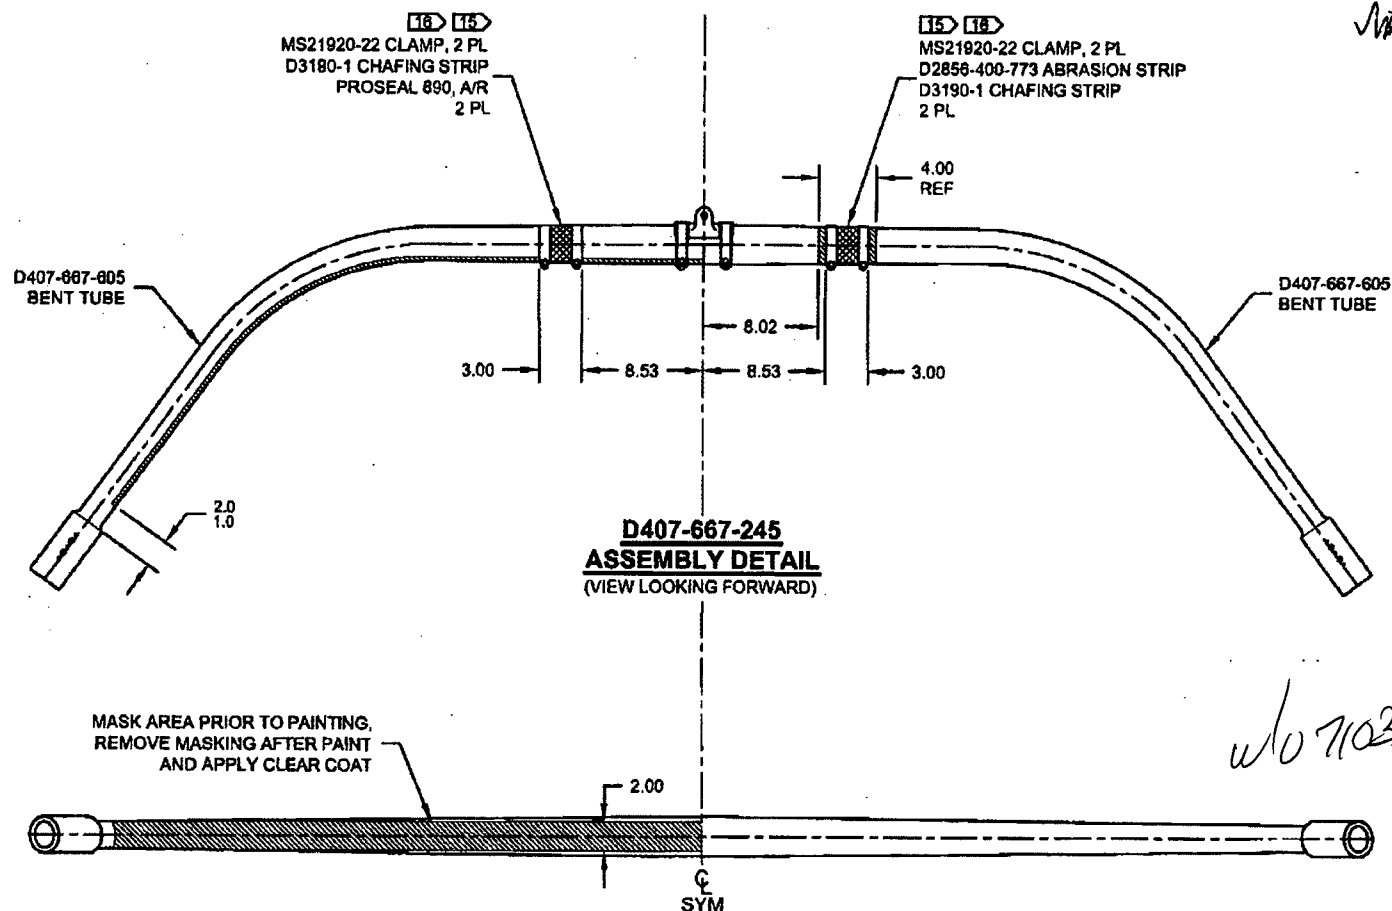 16 15
MS21920-22 CLAMP, 2 PL
D3190-1 CHAFING STRIP
PROSEAL 890, A/R
2 PL
15 16
MS21920-22 CLAMP, 2 PL
D2856-400-773 ABRASION STRIP
D3190-1 CHAFING STRIP
2 PL
4.00
REF
D407-667-605
BENT TUBE
D407-667-605
BENT TUBE
8.02
3.00
8.53
8.53
3.00
2.0
1.0
D407-667-245
ASSEMBLY DETAIL
(VIEW LOOKING FORWARD)
MASK AREA PRIOR TO PAINTING,
REMOVE MASKING AFTER PAINT
AND APPLY CLEAR COAT
w/o 7103
2.00
℄
SYM